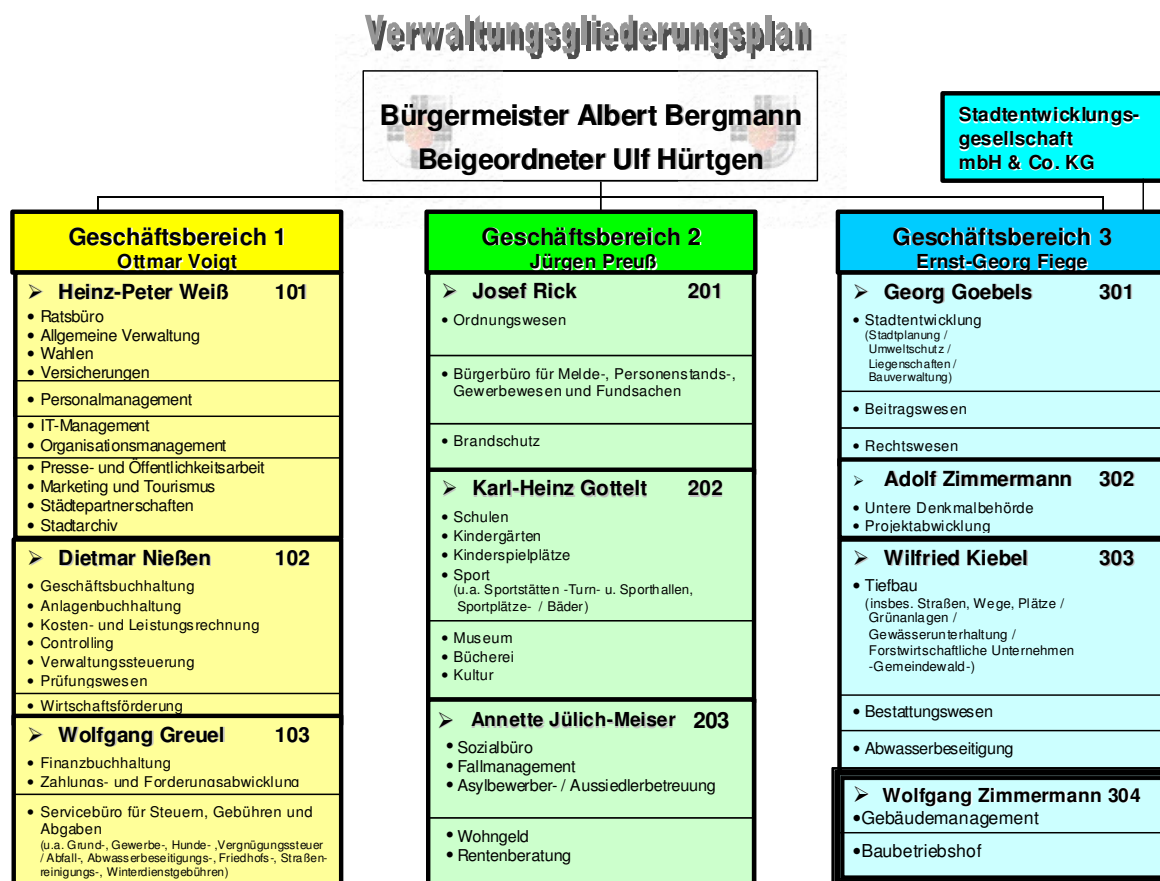 Verwaltungsgliederungsplan
Bürgermeister Albert Bergmann
Beigeordneter Ulf Hürtgen
Stadtentwicklungs-
gesellschaft
mbH & Co. KG
Geschäftsbereich 1
Ottmar Voigt
➢ Heinz-Peter Weiß 101
• Ratsbüro
• Allgemeine Verwaltung
• Wahlen
• Versicherungen
• Personalmanagement
• IT-Management
• Organisationsmanagement
• Presse- und Öffentlichkeitsarbeit
• Marketing und Tourismus
• Städtepartnerschaften
• Stadtarchiv
➢ Dietmar Nießen 102
• Geschäftsbuchhaltung
• Anlagenbuchhaltung
• Kosten- und Leistungsrechnung
• Controlling
• Verwaltungssteuerung
• Prüfungswesen
• Wirtschaftsförderung
➢ Wolfgang Greuel 103
• Finanzbuchhaltung
• Zahlungs- und Forderungsabwicklung
• Servicebüro für Steuern, Gebühren und
Abgaben
(u.a. Grund-, Gewerbe-, Hunde- ,Vergnügungssteuer
/ Abfall-, Abwasserbeseitigungs-, Friedhofs-, Straßen-
reinigungs-, Winterdienstgebühren)
Geschäftsbereich 2
Jürgen Preuß
➢ Josef Rick 201
• Ordnungswesen
• Bürgerbüro für Melde-, Personenstands-,
Gewerbewesen und Fundsachen
• Brandschutz
➢ Karl-Heinz Gottelt 202
• Schulen
• Kindergärten
• Kinderspielplätze
• Sport
(u.a. Sportstätten -Turn- u. Sporthallen,
Sportplätze- / Bäder)
• Museum
• Bücherei
• Kultur
➢ Annette Jülich-Meiser 203
• Sozialbüro
• Fallmanagement
• Asylbewerber- / Aussiedlerbetreuung
• Wohngeld
• Rentenberatung
Geschäftsbereich 3
Ernst-Georg Fiege
➢ Georg Goebels 301
• Stadtentwicklung
(Stadtplanung /
Umweltschutz /
Liegenschaften /
Bauverwaltung)
• Beitragswesen
• Rechtswesen
➢ Adolf Zimmermann 302
• Untere Denkmalbehörde
• Projektabwicklung
➢ Wilfried Kiebel 303
• Tiefbau
(insbes. Straßen, Wege, Plätze /
Grünanlagen /
Gewässerunterhaltung /
Forstwirtschaftliche Unternehmen
-Gemeindewald-)
• Bestattungswesen
• Abwasserbeseitigung
➢ Wolfgang Zimmermann 304
•Gebäudemanagement
•Baubetriebshof